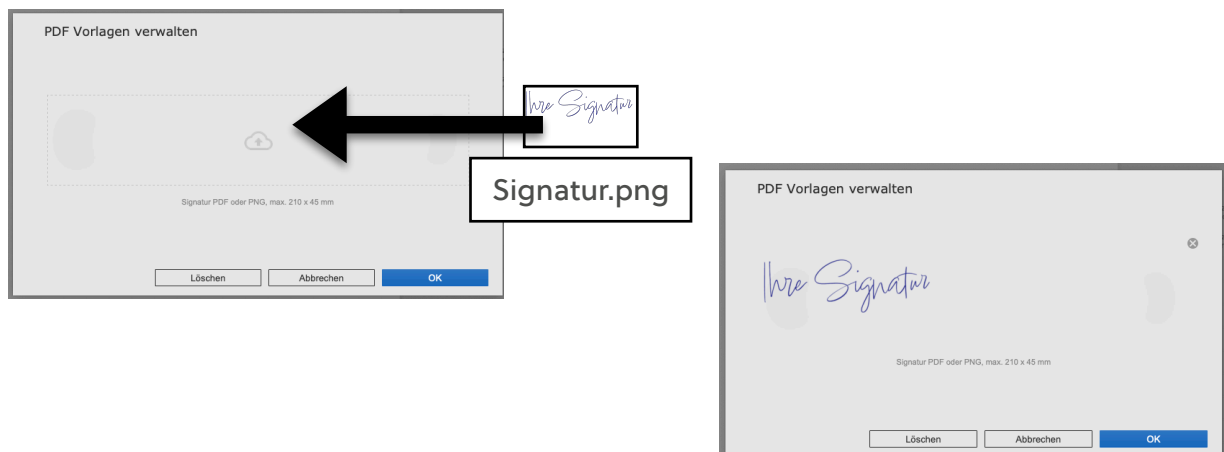 PDF Vorlagen verwalten
Ihre Signatur
Signatur.png
Signatur PDF oder PNG, max. 210 x 45 mm
Löschen Abbrechen OK
PDF Vorlagen verwalten
Ihre Signatur
Signatur PDF oder PNG, max. 210 x 45 mm
Löschen Abbrechen OK